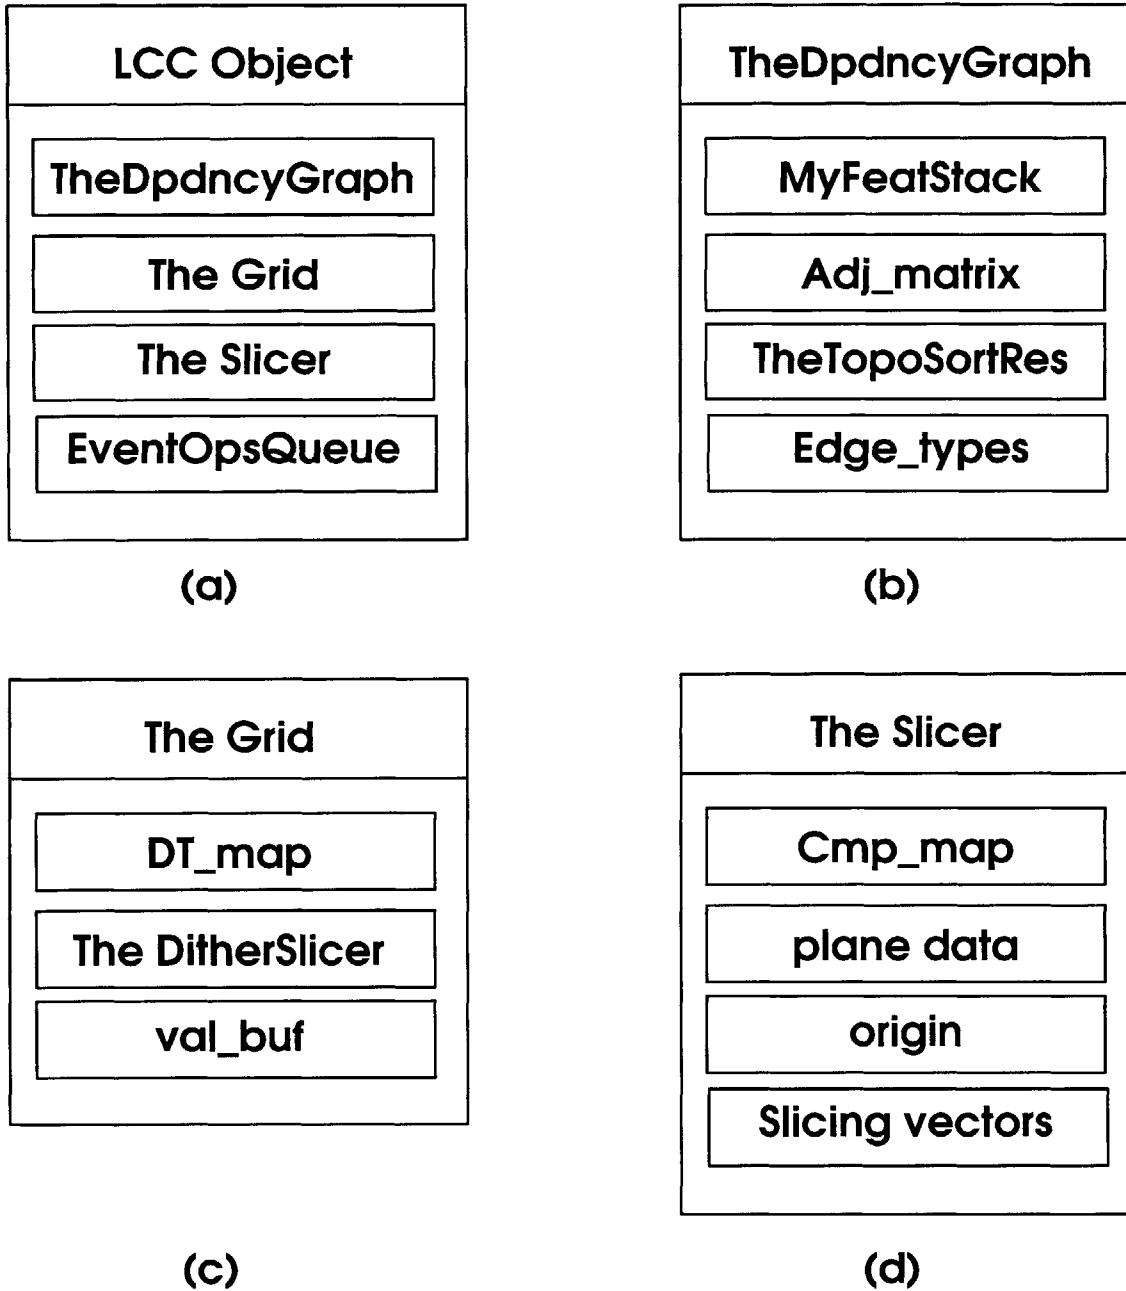 LCC Object
TheDpdncyGraph
The Grid
The Slicer
EventOpsQueue
(a)
TheDpdncyGraph
MyFeatStack
Adj_matrix
TheTopoSortRes
Edge_types
(b)
The Grid
DT_map
The DitherSlicer
val_buf
(c)
The Slicer
Cmp_map
plane data
origin
Slicing vectors
(d)